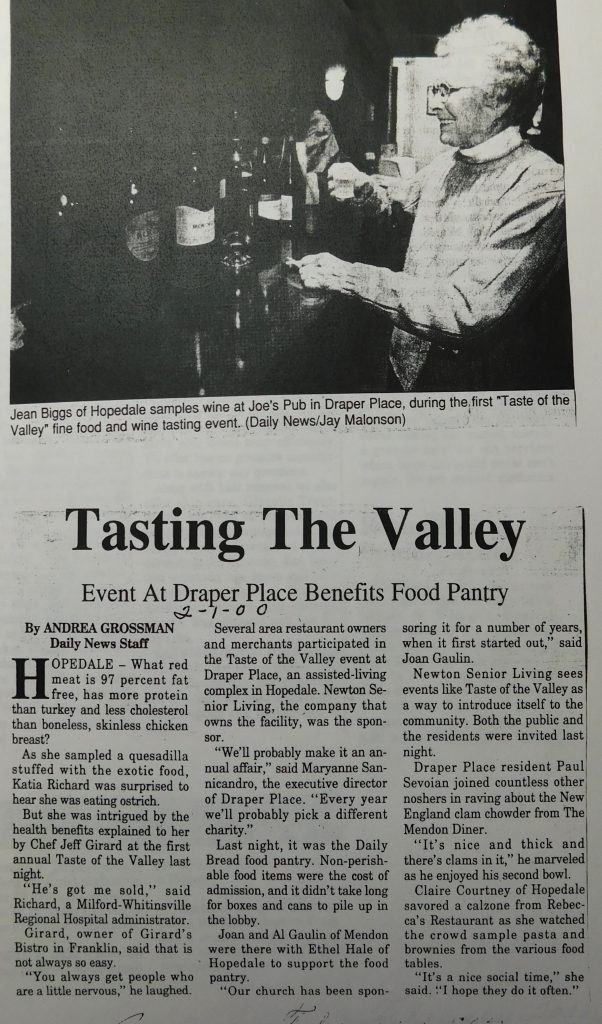 Jean Biggs of Hopedale samples wine at Joe's Pub in Draper Place, during the first "Taste of the
Valley" fine food and wine tasting event. (Daily News/Jay Malonson)
Tasting The Valley
Event At Draper Place Benefits Food Pantry
2-1-00
By ANDREA GROSSMAN
Daily News Staff
HOPEDALE – What red
meat is 97 percent fat
free, has more protein
than turkey and less cholesterol
than boneless, skinless chicken
breast?
As she sampled a quesadilla
stuffed with the exotic food,
Katia Richard was surprised to
hear she was eating ostrich.
But she was intrigued by the
health benefits explained to her
by Chef Jeff Girard at the first
annual Taste of the Valley last
night.
"He's got me sold," said
Richard, a Milford-Whitinsville
Regional Hospital administrator.
Girard, owner of Girard's
Bistro in Franklin, said that is
not always so easy.
"You always get people who
are a little nervous," he laughed.
Several area restaurant owners
and merchants participated in
the Taste of the Valley event at
Draper Place, an assisted-living
complex in Hopedale. Newton Se-
nior Living, the company that
owns the facility, was the spon-
sor.
"We'll probably make it an an-
nual affair," said Maryanne San-
nicandro, the executive director
of Draper Place. "Every year
we'll probably pick a different
charity."
Last night, it was the Daily
Bread food pantry. Non-perish-
able food items were the cost of
admission, and it didn't take long
for boxes and cans to pile up in
the lobby.
Joan and Al Gaulin of Mendon
were there with Ethel Hale of
Hopedale to support the food
pantry.
"Our church has been spon-
soring it for a number of years,
when it first started out," said
Joan Gaulin.
Newton Senior Living sees
events like Taste of the Valley as
a way to introduce itself to the
community. Both the public and
the residents were invited last
night.
Draper Place resident Paul
Sevoian joined countless other
noshers in raving about the New
England clam chowder from The
Mendon Diner.
"It's nice and thick and
there's clams in it," he marveled
as he enjoyed his second bowl.
Claire Courtney of Hopedale
savored a calzone from Rebec-
ca's Restaurant as she watched
the crowd sample pasta and
brownies from the various food
tables.
"It's a nice social time," she
said. "I hope they do it often."